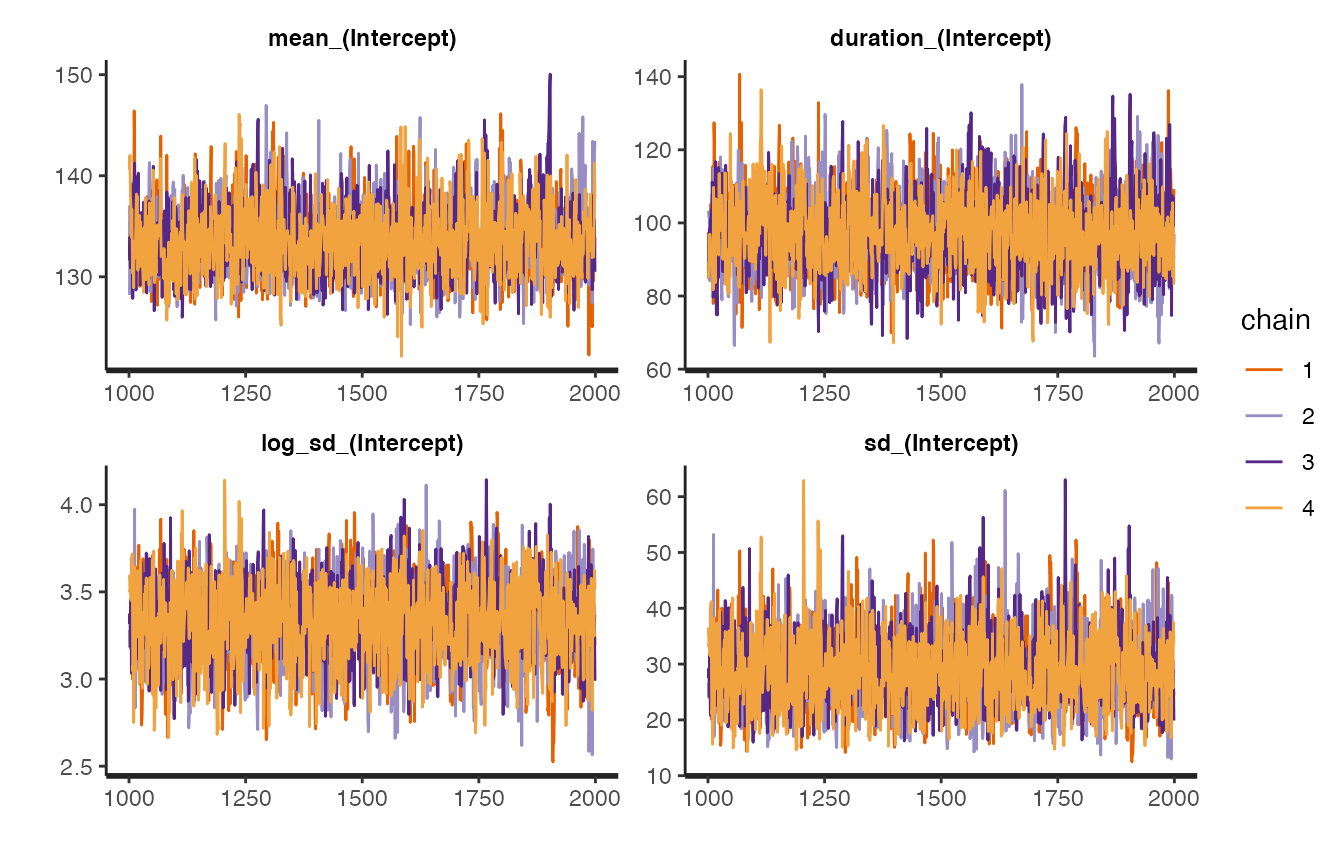 mean_(Intercept)
150
140
130
1000 1250 1500 1750 2000
duration_(Intercept)
140
120
100
80
60
1000 1250 1500 1750 2000
log_sd_(Intercept)
4.0
3.5
3.0
2.5
1000 1250 1500 1750 2000
sd_(Intercept)
60
50
40
30
20
10
1000 1250 1500 1750 2000
chain
1
2
3
4